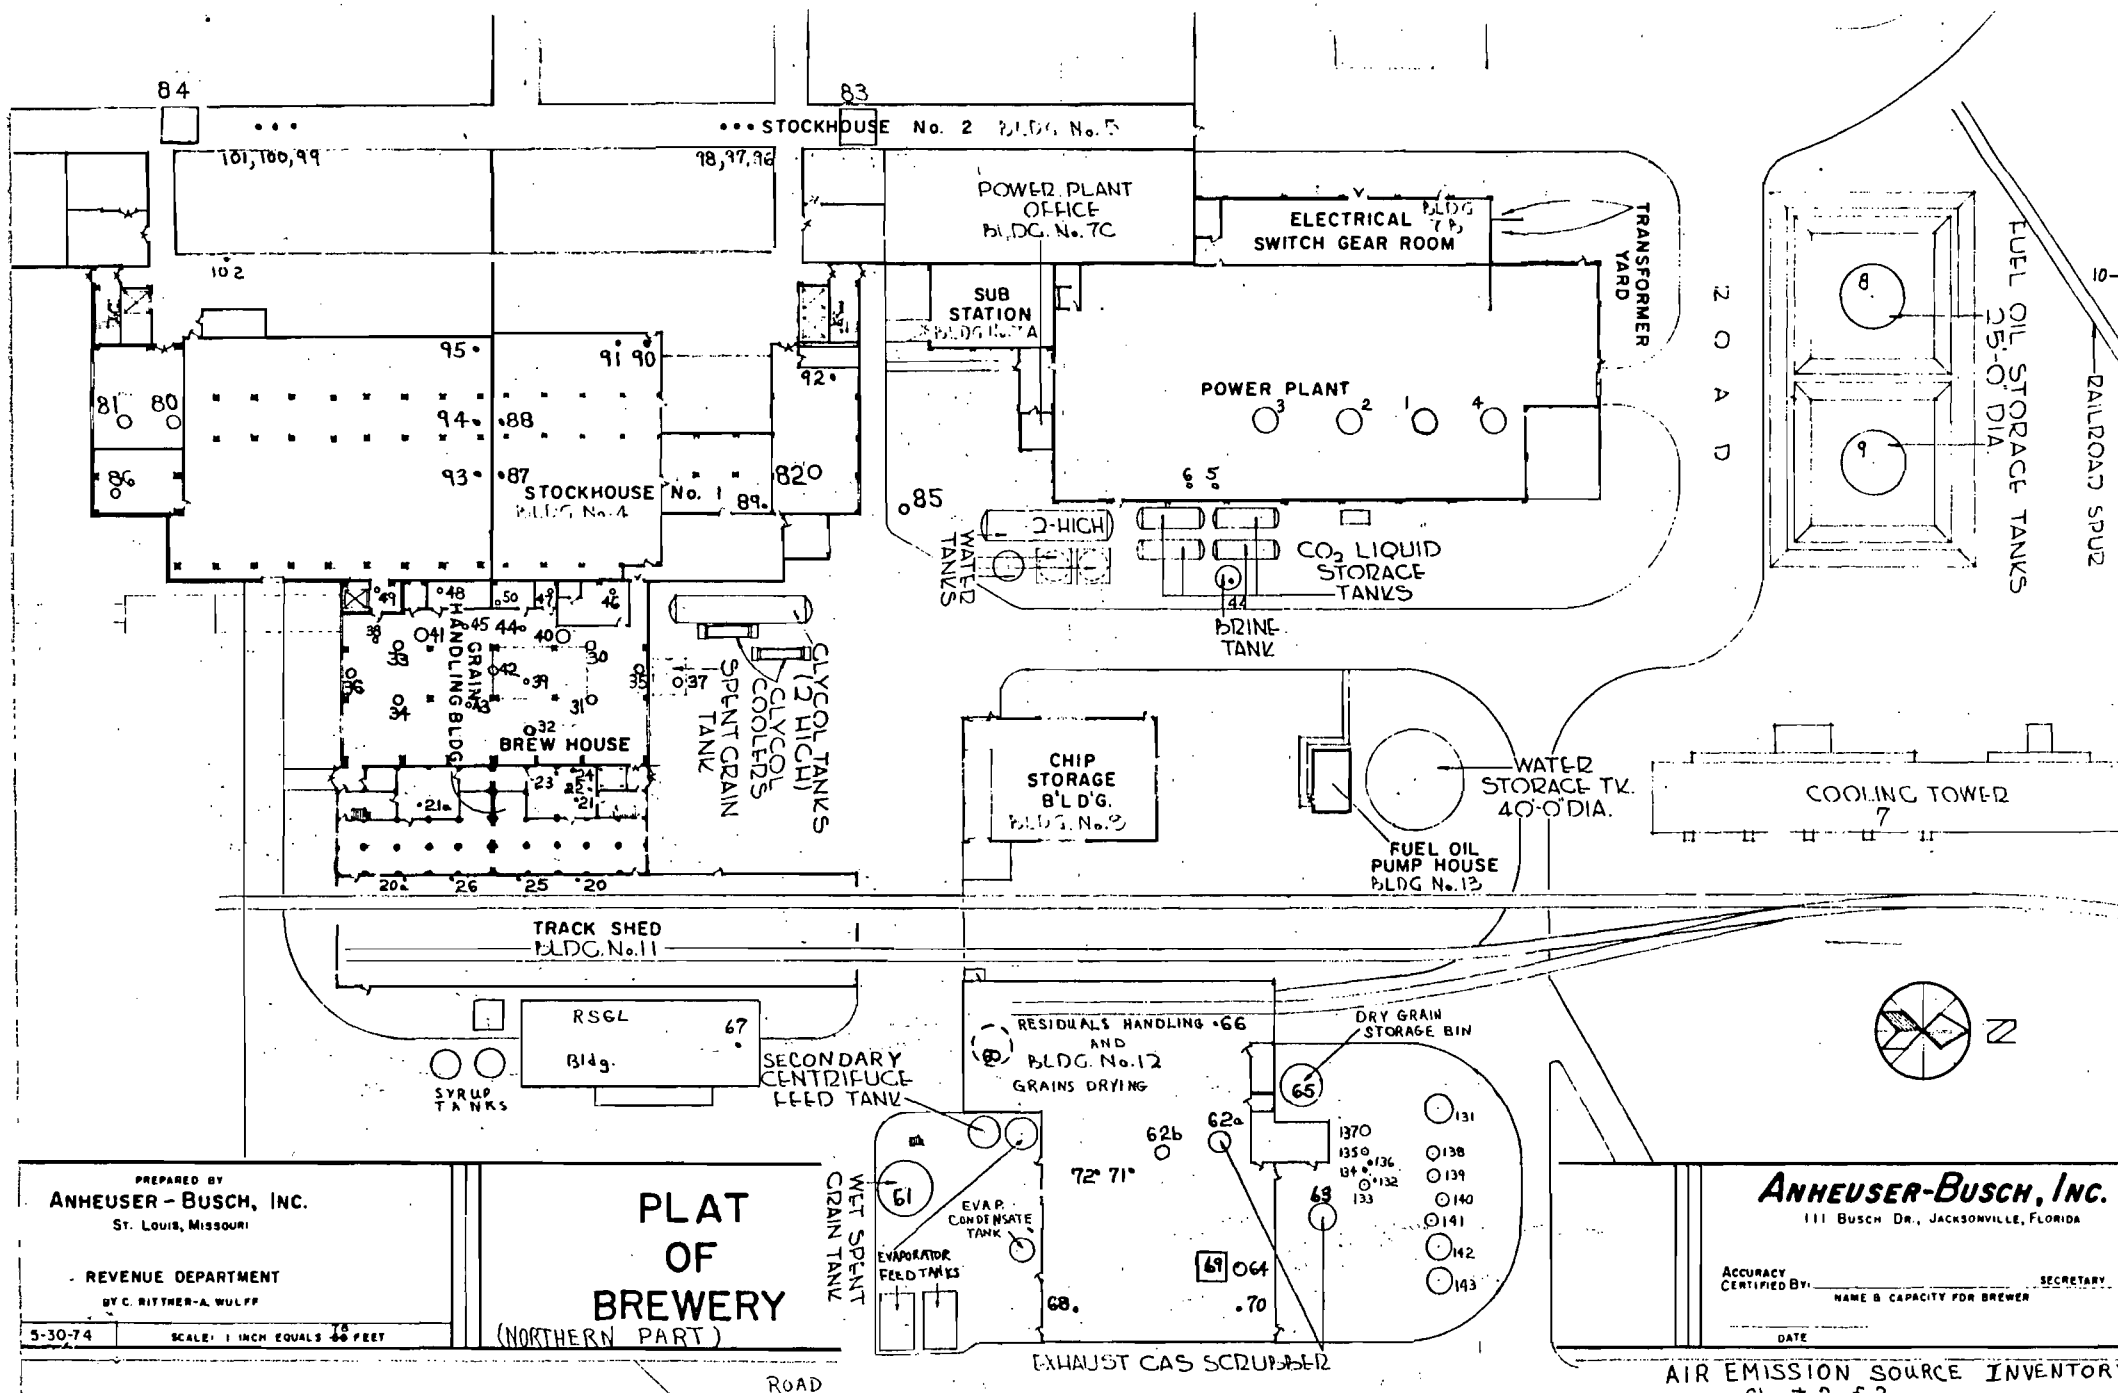 84
83
STOCKHOUSE No. 2 BLDG No. 5
101, 100, 99
98, 97, 96
102
POWER PLANT
OFFICE
BLDG. No. 7C
ELECTRICAL
SWITCH GEAR ROOM
BLDG
7B
TRANSFORMER
YARD
ROAD
FUEL OIL STORAGE TANKS
25'-0" DIA.
8
9
10-
RAILROAD SPUR
SUB
STATION
POWER PLANT
3
2
1
4
6 5
95
91 90
92
81 80
94
88
93
87
86
STOCKHOUSE No. 1
BLDG No. 4
89
82
85
WATER
TANKS
2-HIGH
CO2 LIQUID
STORAGE
TANKS
44
BRINE
TANK
49
48
50
47
46
38
41
45
44
40
33
30
42
39
36
35
37
34
43
31
32
GRAIN
HANDLING BLDG
BREW HOUSE
GLYCOL TANKS
(2 HIGH)
GLYCOL
COOLERS
SPENT GRAIN
TANK
23
24
21a
21
20a
26
25
20
CHIP
STORAGE
B'LD'G.
BLDG. No. 8
WATER
STORAGE TK.
40'-0" DIA.
FUEL OIL
PUMP HOUSE
BLDG No. 13
COOLING TOWER
7
TRACK SHED
BLDG. No. 11
RSGL
Bldg.
67
SYRUP
TANKS
SECONDARY
CENTRIFUGE
FEED TANK
RESIDUALS HANDLING
AND
BLDG. No. 12
GRAINS DRYING
66
60
DRY GRAIN
STORAGE BIN
65
N
62b
62a
72 71
61
WET SPENT
GRAIN TANK
EVAP.
CONDENSATE
TANK
EVAPORATOR
FEED TANKS
63
69
64
68
70
131
137
135
136
134
132
133
138
139
140
141
142
143
EXHAUST GAS SCRUBBER
PREPARED BY
ANHEUSER-BUSCH, INC.
ST. LOUIS, MISSOURI
REVENUE DEPARTMENT
BY C. RITTNER-A. WULFF
5-30-74
SCALE: 1 INCH EQUALS 78 FEET
PLAT
OF
BREWERY
(NORTHERN PART)
ROAD
ANHEUSER-BUSCH, INC.
111 BUSCH DR., JACKSONVILLE, FLORIDA
ACCURACY
CERTIFIED BY: SECRETARY
NAME & CAPACITY FOR BREWER
DATE
AIR EMISSION SOURCE INVENTOR